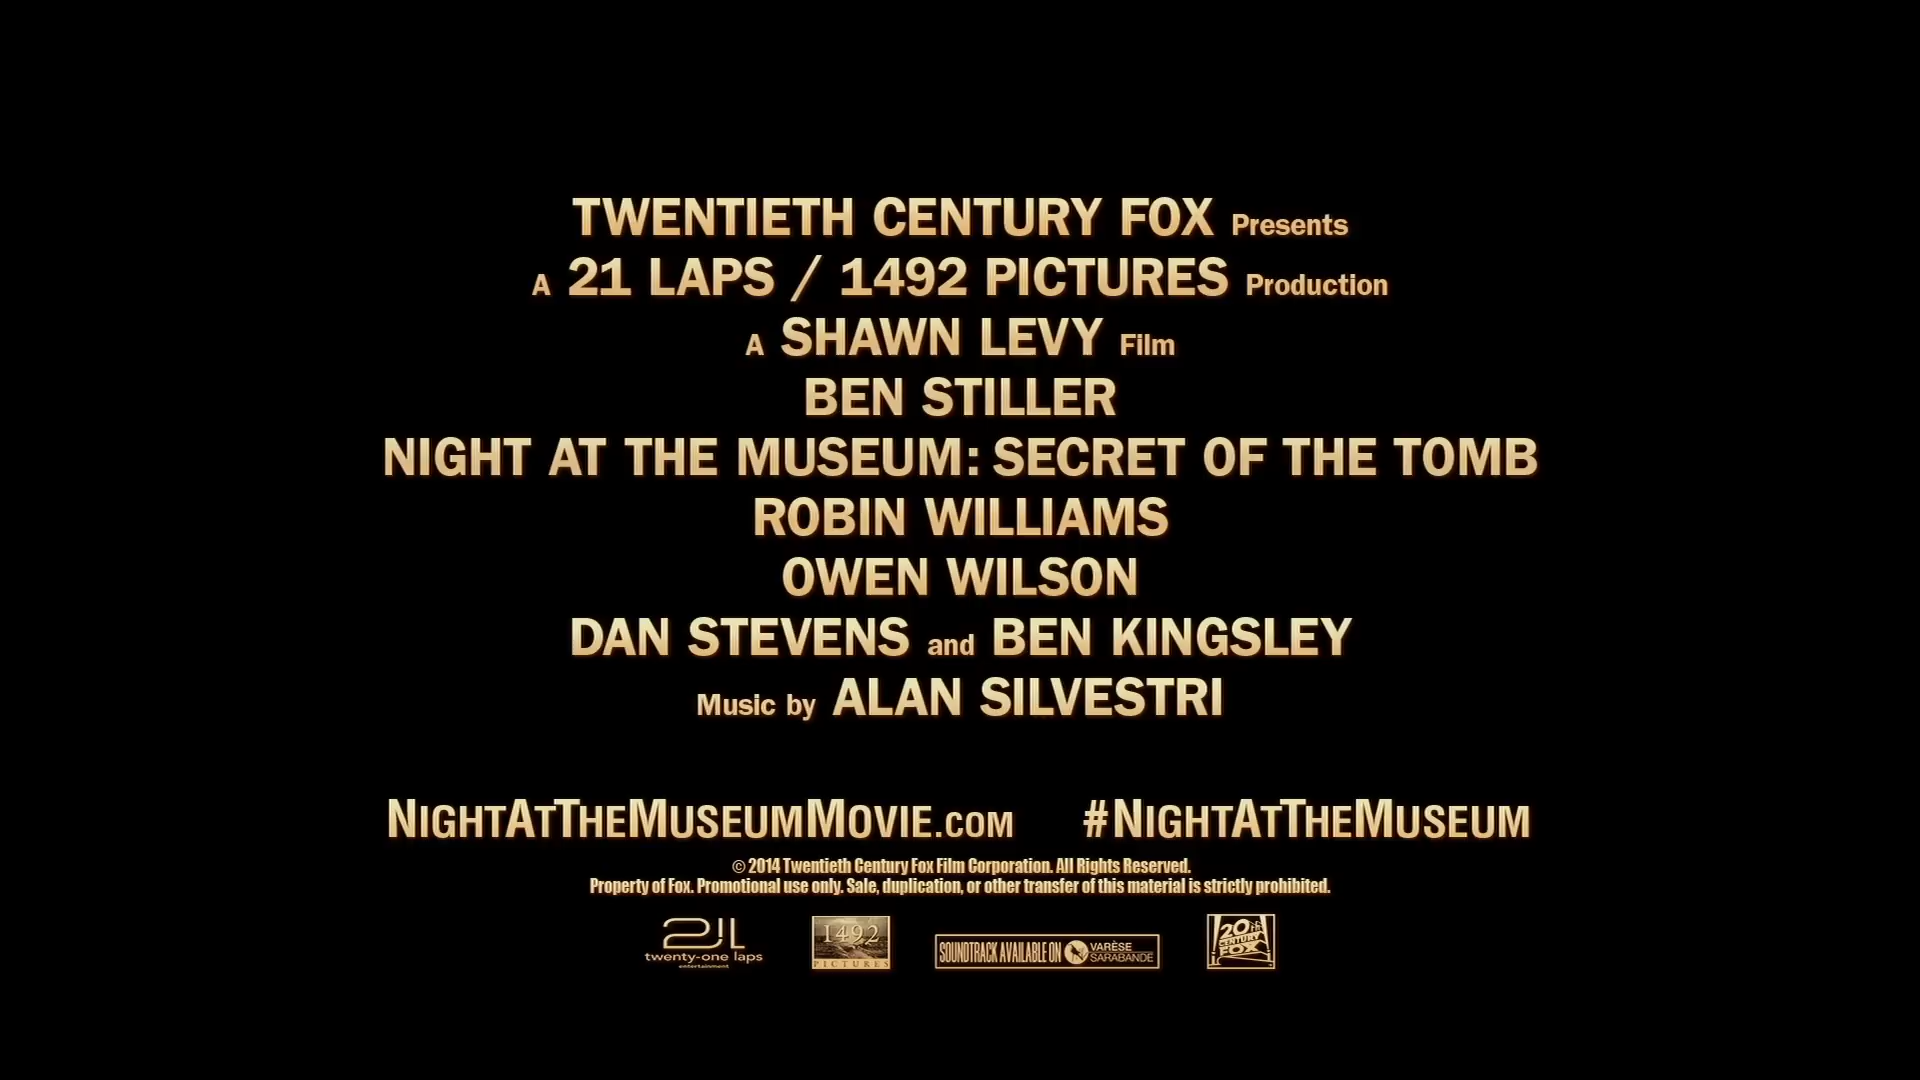 TWENTIETH CENTURY FOX Presents
A 21 LAPS / 1492 PICTURES Production
A SHAWN LEVY Film
BEN STILLER
NIGHT AT THE MUSEUM: SECRET OF THE TOMB
ROBIN WILLIAMS
OWEN WILSON
DAN STEVENS and BEN KINGSLEY
Music by ALAN SILVESTRI
NIGHTATTHEMUSEUMMOVIE.COM #NIGHTATTHEMUSEUM
© 2014 Twentieth Century Fox Film Corporation. All Rights Reserved.
Property of Fox. Promotional use only. Sale, duplication, or other transfer of this material is strictly prohibited.
21L
twenty-one laps
entertainment
1492
PICTURES
SOUNDTRACK AVAILABLE ON VARÈSE
SARABANDE
20th
CENTURY
FOX